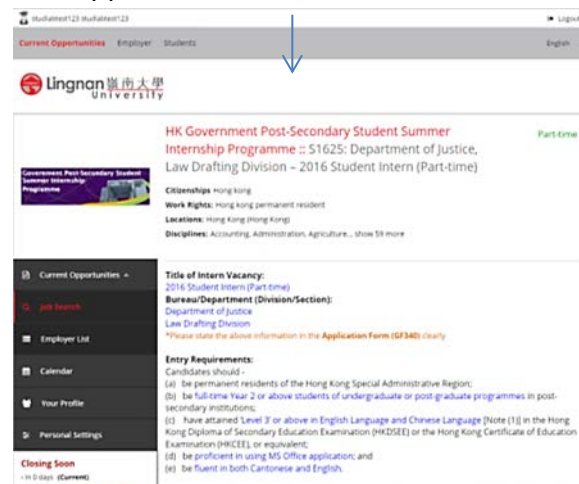 studiabtest123 studiabtest123
Logout
Current Opportunities Employer Students
English
Lingnan 嶺南大學
University
HK Government Post-Secondary Student Summer
Internship Programme :: S1625: Department of Justice,
Law Drafting Division – 2016 Student Intern (Part-time)
Part-time
Government Post-Secondary Student
Summer Internship
Programme
Citizenships Hong kong
Work Rights: Hong kong permanent resident
Locations: Hong Kong (Hong Kong)
Disciplines: Accounting, Administration, Agriculture... show 59 more
Current Opportunities
Job Search
Employer List
Calendar
Your Profile
Personal Settings
Closing Soon
- In 0 days (Current)
Title of Intern Vacancy:
2016 Student Intern (Part-time)
Bureau/Department (Division/Section):
Department of Justice
Law Drafting Division
*Please state the above information in the Application Form (GF340) clearly
Entry Requirements:
Candidates should -
(a) be permanent residents of the Hong Kong Special Administrative Region;
(b) be full-time Year 2 or above students of undergraduate or post-graduate programmes in post-
secondary institutions;
(c) have attained 'Level 3' or above in English Language and Chinese Language [Note (1)] in the Hong
Kong Diploma of Secondary Education Examination (HKDSEE) or the Hong Kong Certificate of Education
Examination (HKCEE), or equivalent;
(d) be proficient in using MS Office application; and
(e) be fluent in both Cantonese and English.